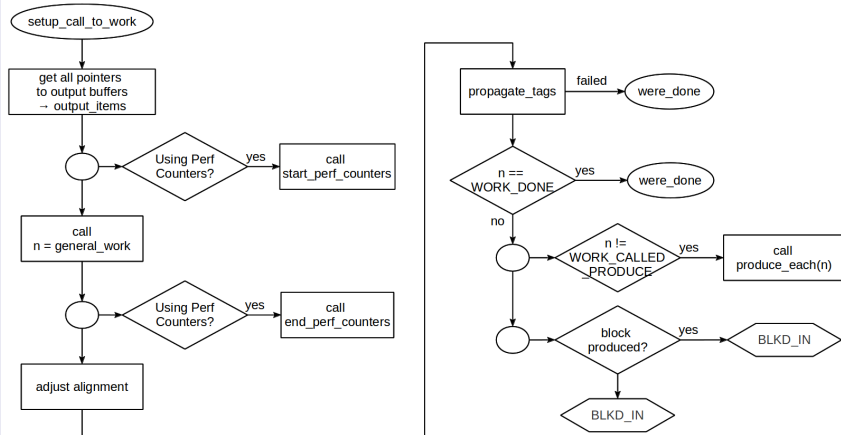 setup_call_to_work
get all pointers
to output buffers
→ output_items
Using Perf
Counters?
yes
call
start_perf_counters
call
n = general_work
Using Perf
Counters?
yes
call
end_perf_counters
adjust alignment
propagate_tags
failed
were_done
n ==
WORK_DONE
yes
were_done
no
n !=
WORK_CALLED
_PRODUCE
yes
call
produce_each(n)
block
produced?
yes
BLKD_IN
BLKD_IN